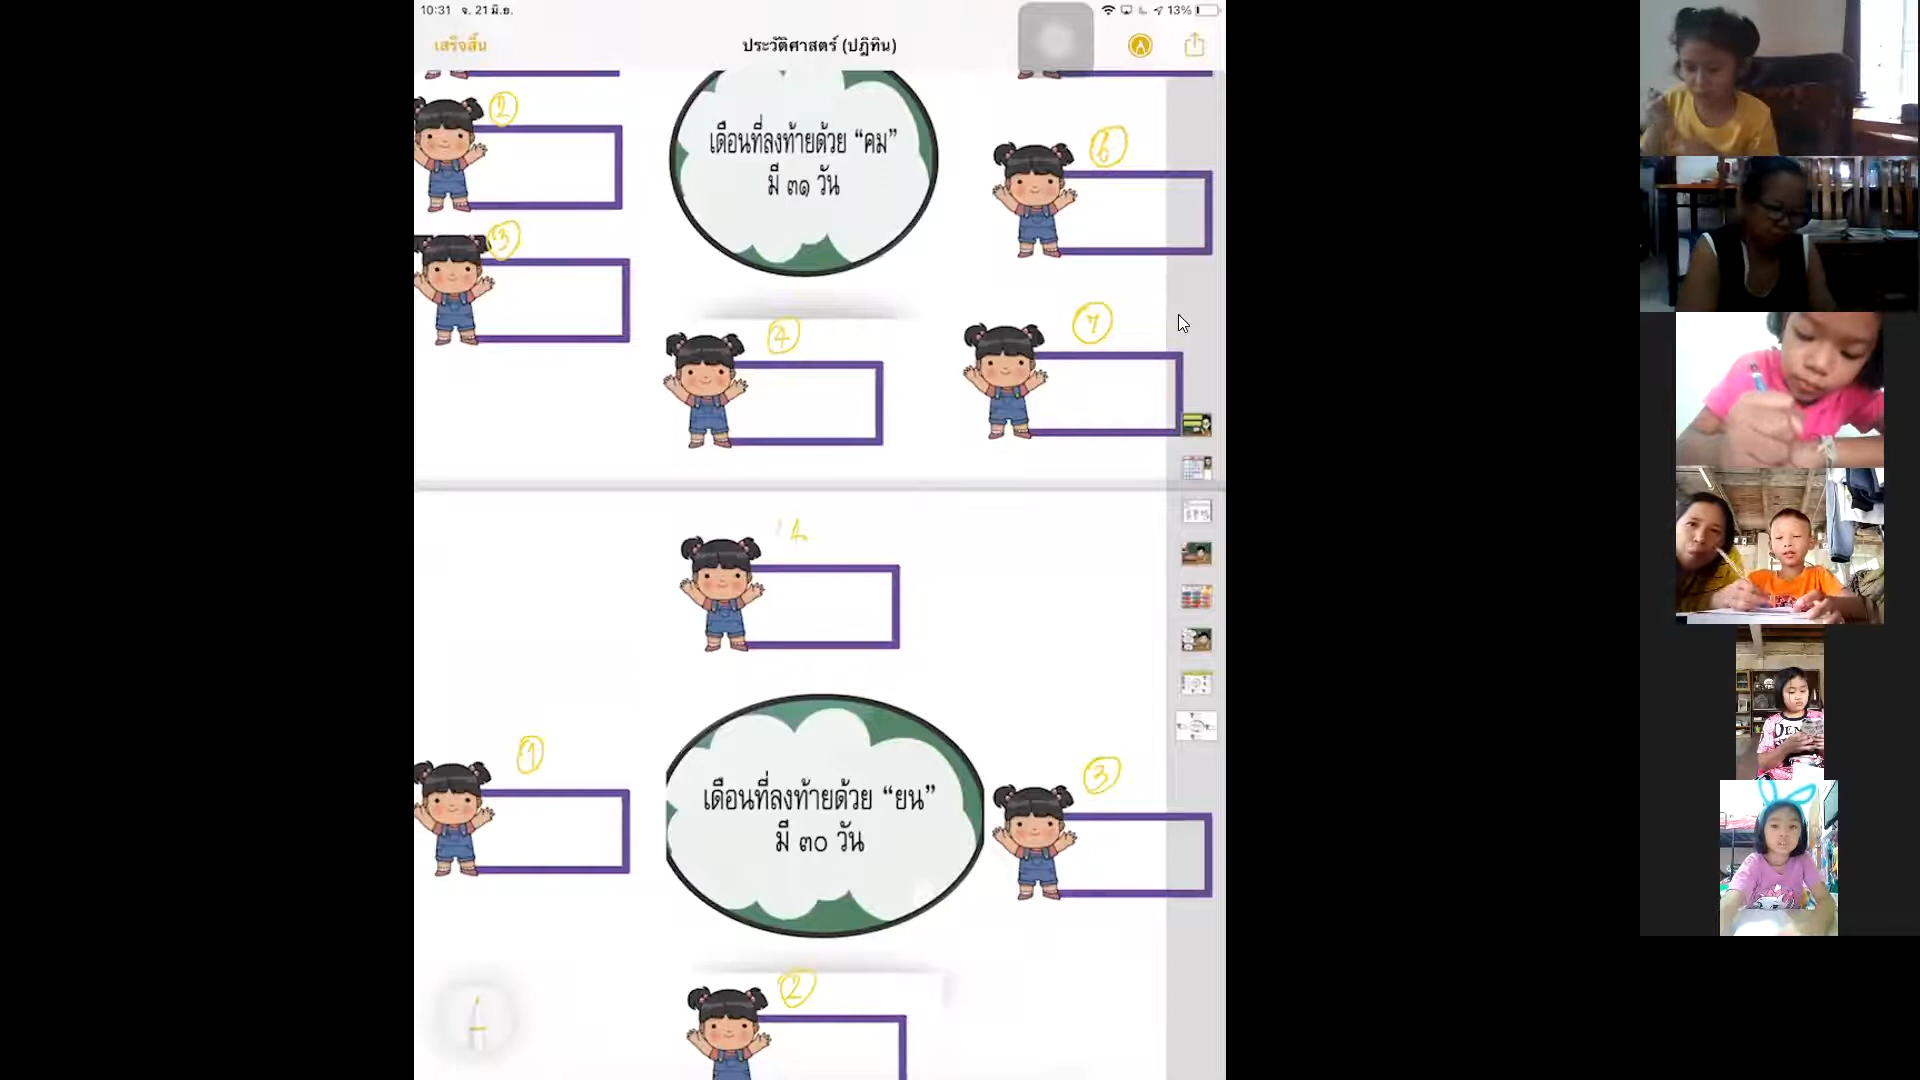 10:31 จ. 21 มิ.ย.
13%
เสร็จสิ้น
ประวัติศาสตร์ (ปฎิทิน)
2
เดือนที่ลงท้ายด้วย “คม”
มี ๓๑ วัน
6
3
4
7
4
1
เดือนที่ลงท้ายด้วย “ยน”
มี ๓๐ วัน
3
2